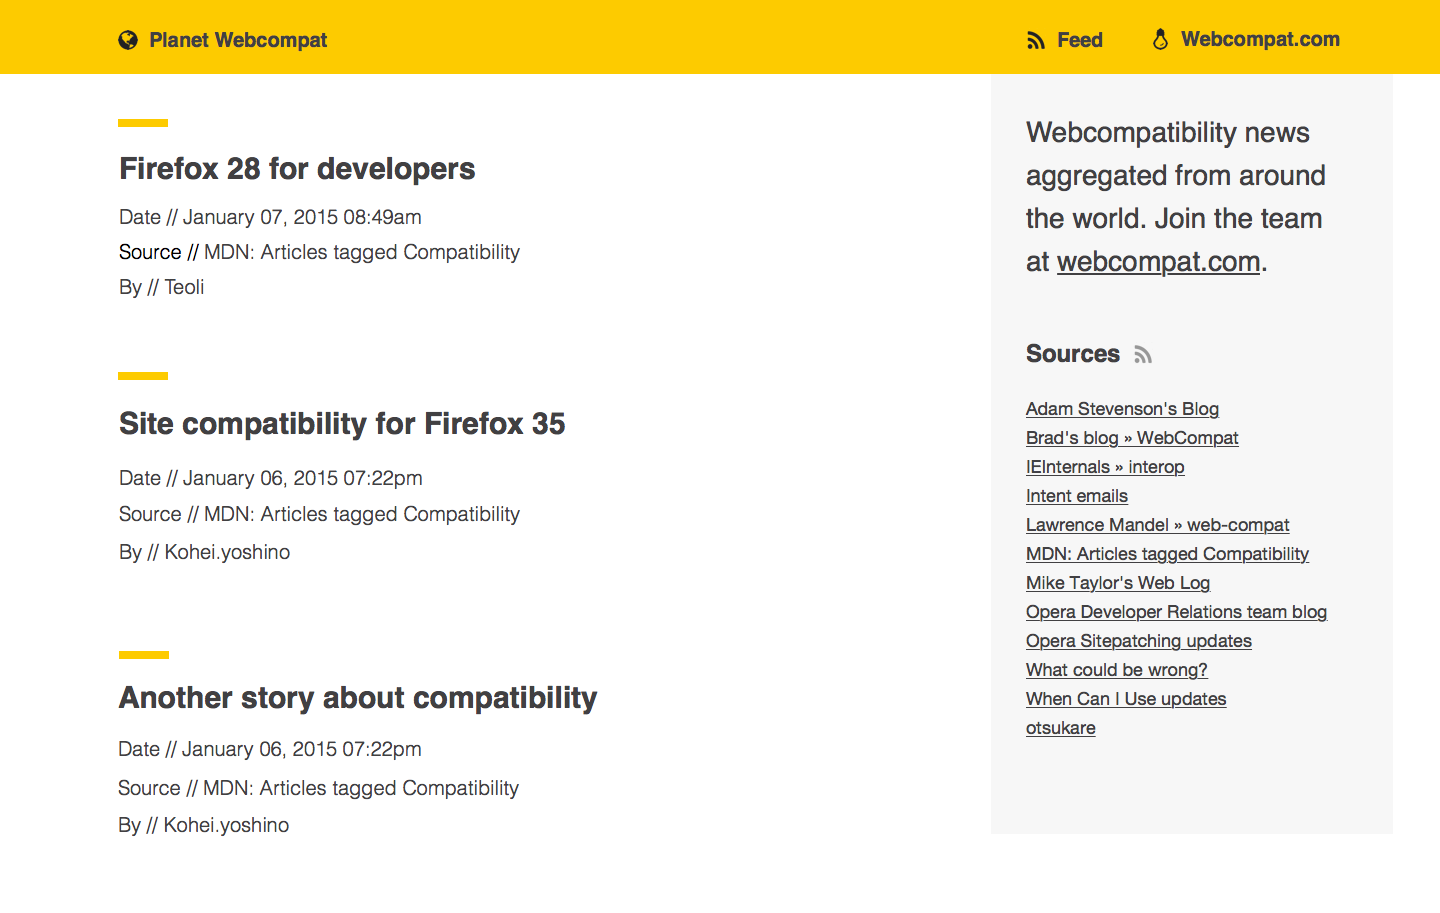 Planet Webcompat
Feed
Webcompat.com
Firefox 28 for developers
Date // January 07, 2015 08:49am
Source // MDN: Articles tagged Compatibility
By // Teoli
Site compatibility for Firefox 35
Date // January 06, 2015 07:22pm
Source // MDN: Articles tagged Compatibility
By // Kohei.yoshino
Another story about compatibility
Date // January 06, 2015 07:22pm
Source // MDN: Articles tagged Compatibility
By // Kohei.yoshino
Webcompatibility news
aggregated from around
the world. Join the team
at webcompat.com.
Sources
Adam Stevenson's Blog
Brad's blog » WebCompat
IEInternals » interop
Intent emails
Lawrence Mandel » web-compat
MDN: Articles tagged Compatibility
Mike Taylor's Web Log
Opera Developer Relations team blog
Opera Sitepatching updates
What could be wrong?
When Can I Use updates
otsukare